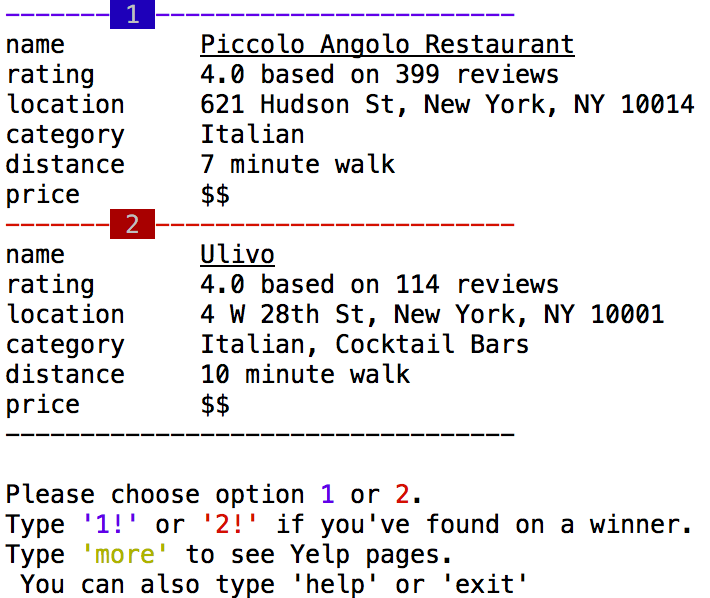 -------  1  ------------------------
name         Piccolo Angolo Restaurant
rating       4.0 based on 399 reviews
location     621 Hudson St, New York, NY 10014
category     Italian
distance     7 minute walk
price        $$
-------  2  ------------------------
name         Ulivo
rating       4.0 based on 114 reviews
location     4 W 28th St, New York, NY 10001
category     Italian, Cocktail Bars
distance     10 minute walk
price        $$
----------------------------------
Please choose option 1 or 2.
Type '1!' or '2!' if you've found on a winner.
Type 'more' to see Yelp pages.
 You can also type 'help' or 'exit'